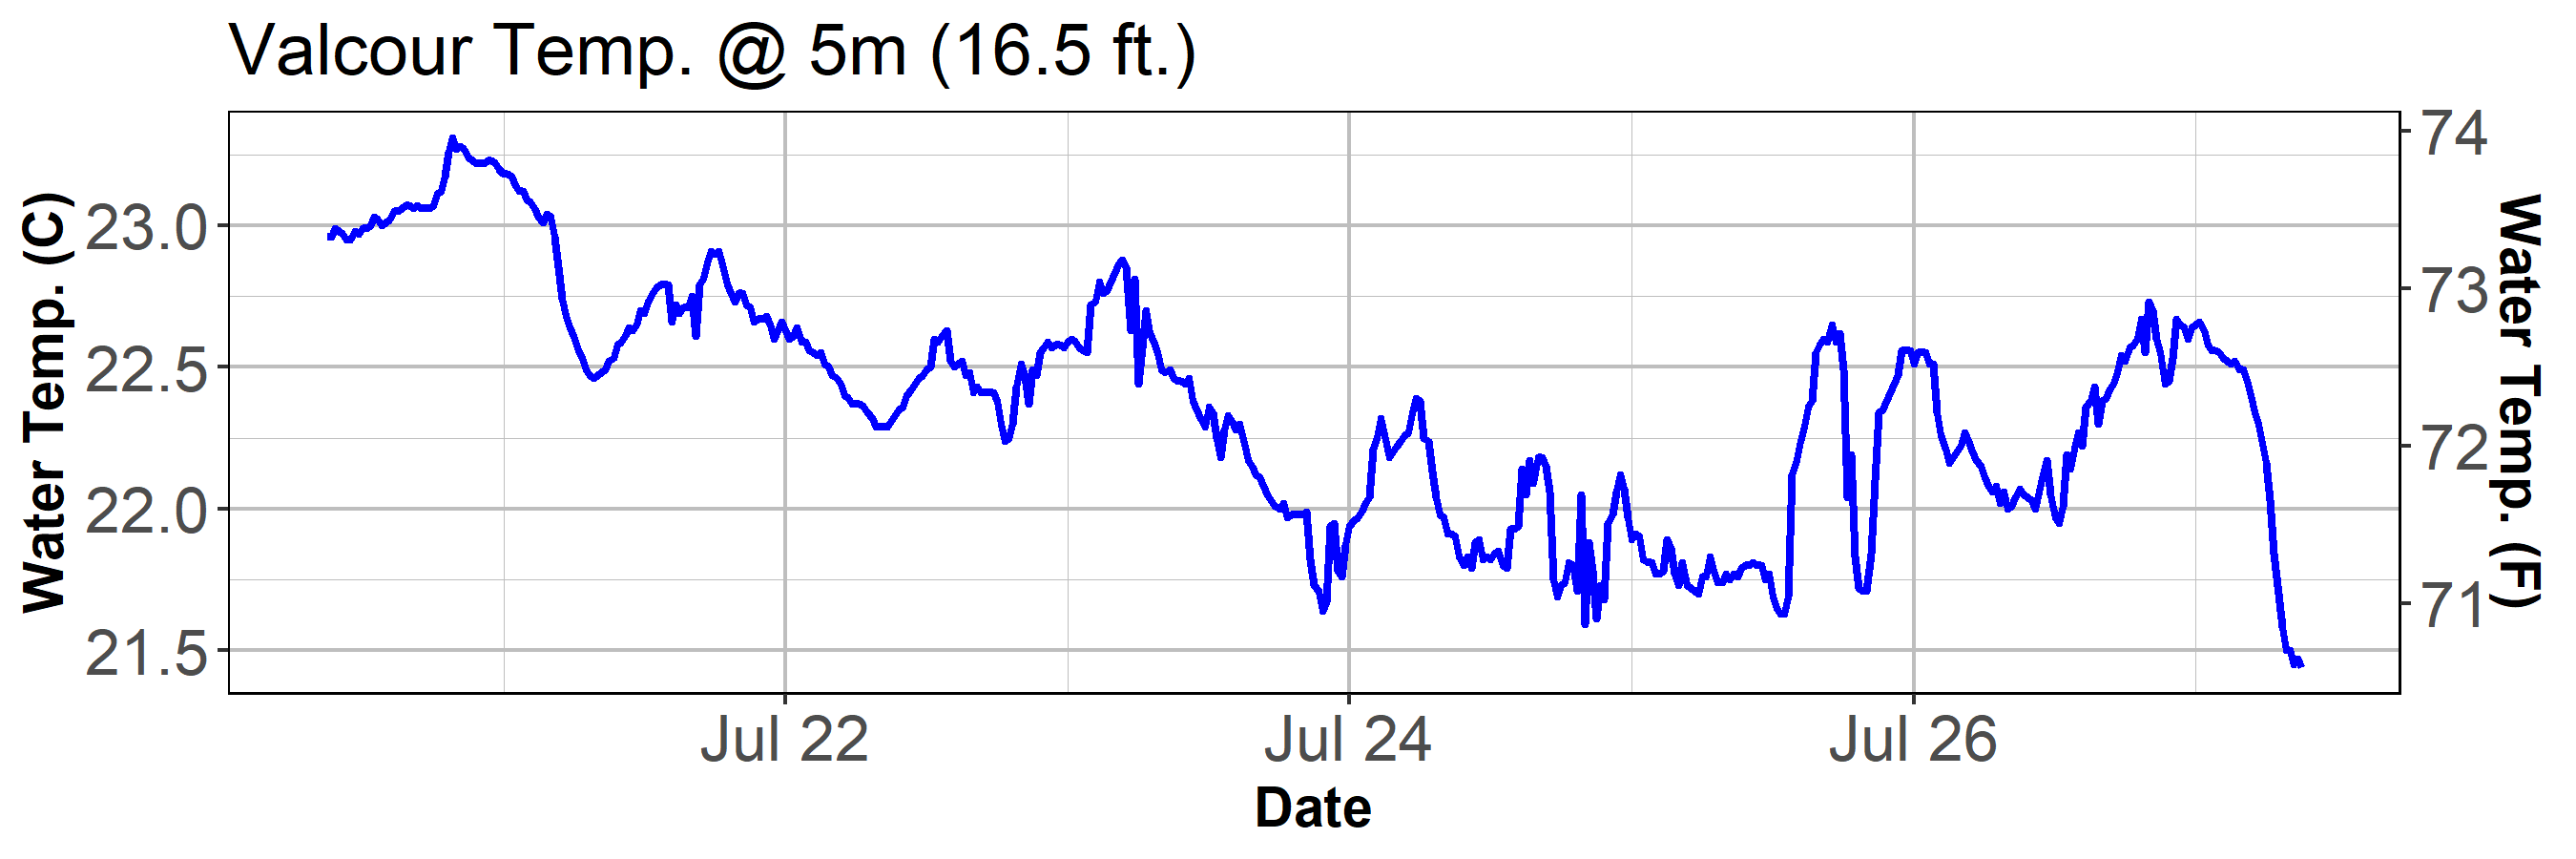 Valcour Temp. @ 5m (16.5 ft.)
Water Temp. (C)
23.0
22.5
22.0
21.5
74
73
72
71
Water Temp. (F)
Jul 22
Jul 24
Jul 26
Date